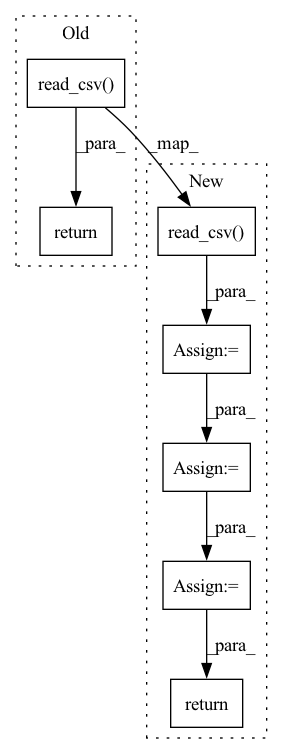 Old
read_csv()
_para_
_map_
return
New
read_csv()
_para_
Assign:=
_para_
Assign:=
_para_
Assign:=
_para_
return